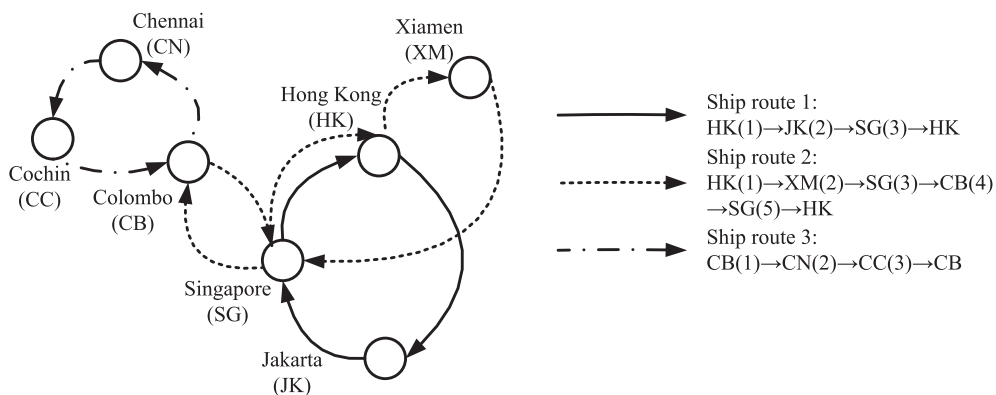 Chennai
(CN)
Xiamen
(XM)
Hong Kong
(HK)
Cochin
(CC)
Colombo
(CB)
Singapore
(SG)
Jakarta
(JK)
Ship route 1:
HK(1)→JK(2)→SG(3)→HK
Ship route 2:
HK(1)→XM(2)→SG(3)→CB(4)
→SG(5)→HK
Ship route 3:
CB(1)→CN(2)→CC(3)→CB